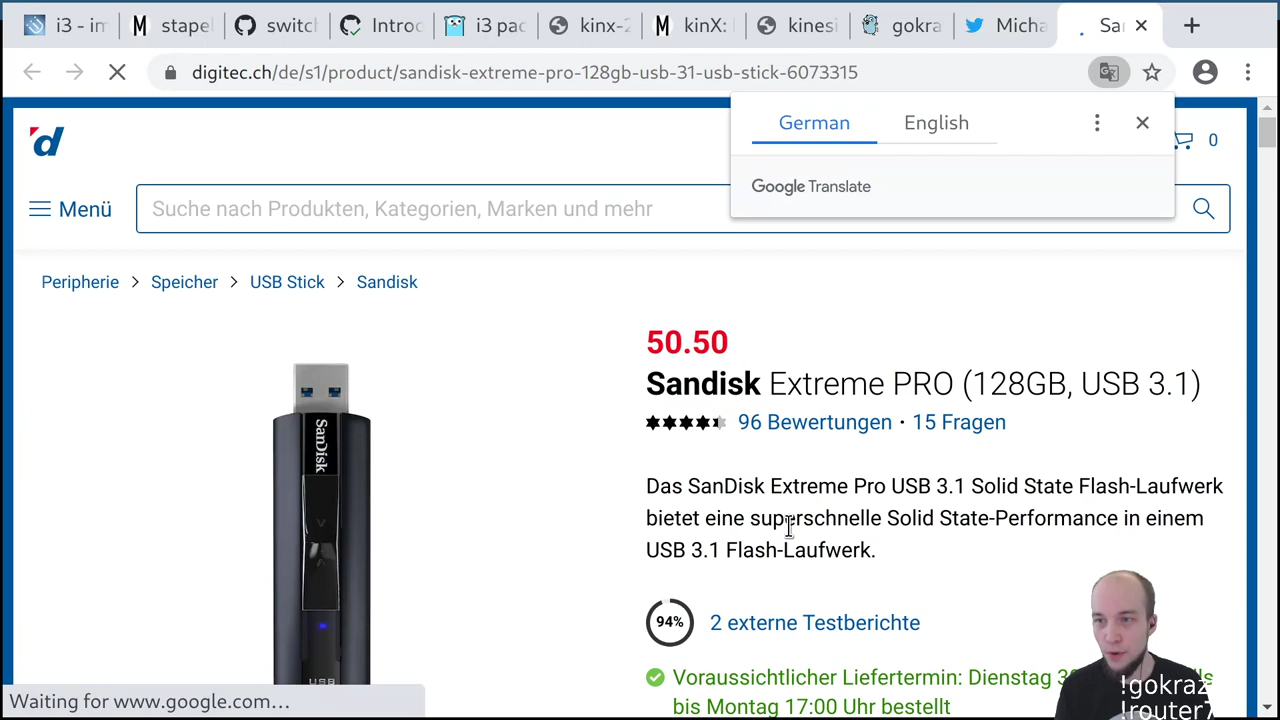 i3 - im
stapel
switch
Introd
i3 pac
kinx-2
kinX:
kinesi
gokra
Micha
Sa
digitec.ch/de/s1/product/sandisk-extreme-pro-128gb-usb-31-usb-stick-6073315
German
English
Google Translate
0
Menü
Suche nach Produkten, Kategorien, Marken und mehr
Peripherie > Speicher > USB Stick > Sandisk
50.50
Sandisk Extreme PRO (128GB, USB 3.1)
96 Bewertungen · 15 Fragen
Das SanDisk Extreme Pro USB 3.1 Solid State Flash-Laufwerk
bietet eine superschnelle Solid State-Performance in einem
USB 3.1 Flash-Laufwerk.
94%
2 externe Testberichte
Voraussichtlicher Liefertermin: Dienstag
bis Montag 17:00 Uhr bestellt
SanDisk
USB
Waiting for www.google.com...
!gokraz
!router7